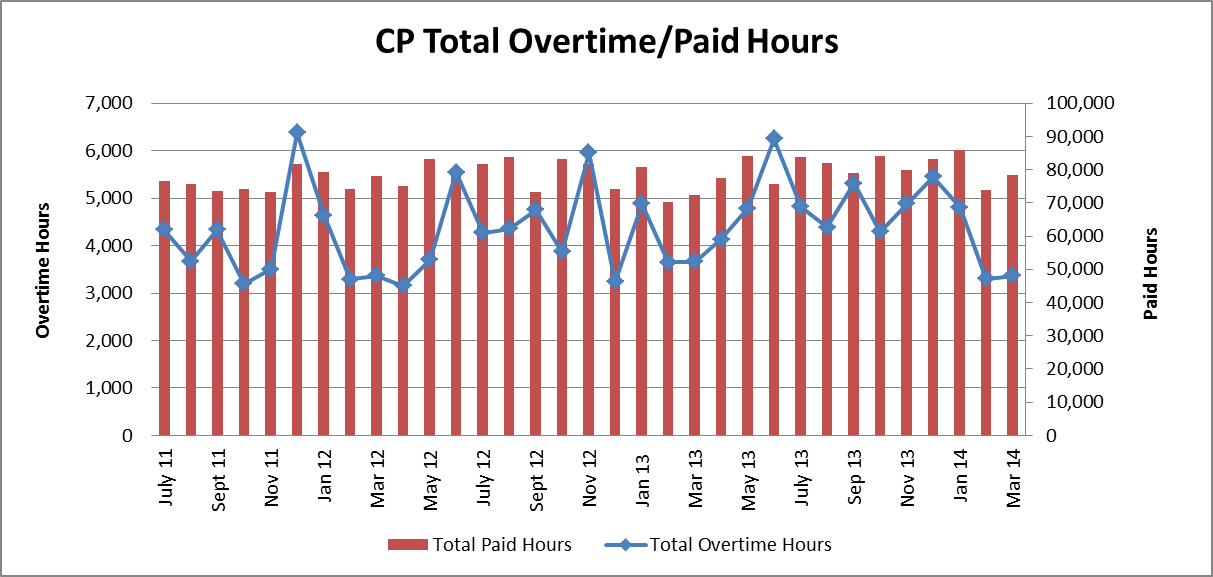 CP Total Overtime/Paid Hours
7,000
6,000
5,000
4,000
3,000
2,000
1,000
0
Overtime Hours
100,000
90,000
80,000
70,000
60,000
50,000
40,000
30,000
20,000
10,000
0
Paid Hours
July 11
Sept 11
Nov 11
Jan 12
Mar 12
May 12
July 12
Sept 12
Nov 12
Jan 13
Mar 13
May 13
July 13
Sep 13
Nov 13
Jan 14
Mar 14
Total Paid Hours
Total Overtime Hours